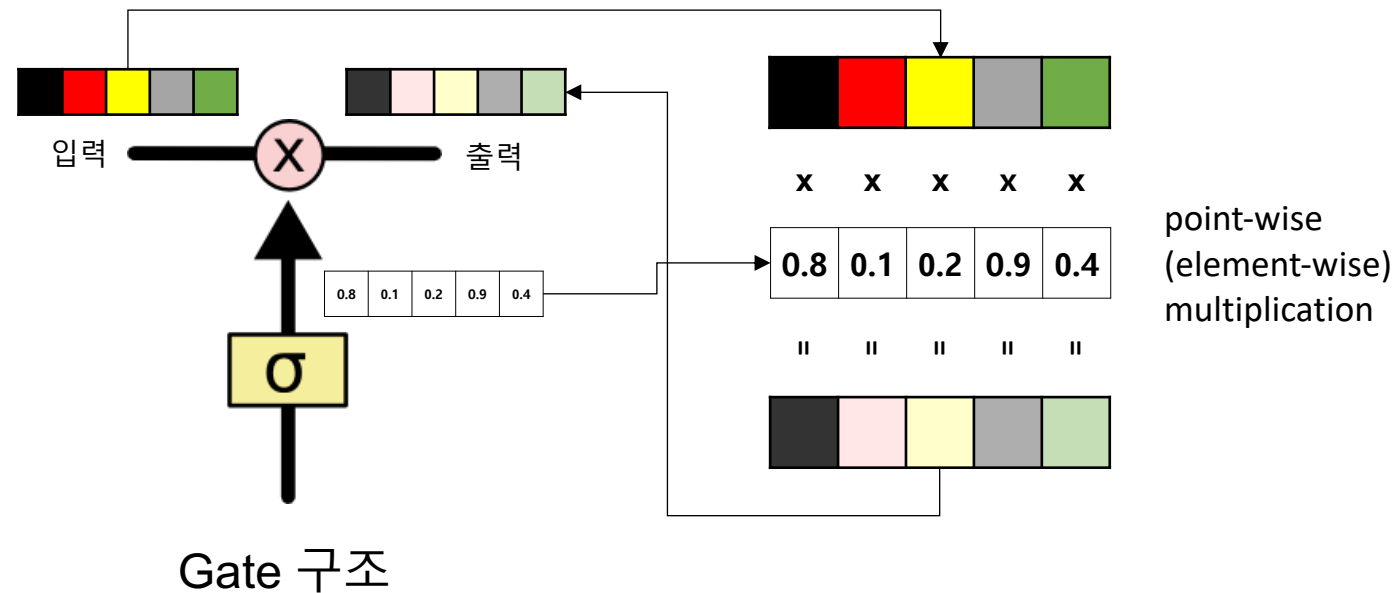 입력
X
출력
σ
0.8 0.1 0.2 0.9 0.4
Gate 구조
x x x x x
0.8 0.1 0.2 0.9 0.4
= = = = =
point-wise
(element-wise)
multiplication